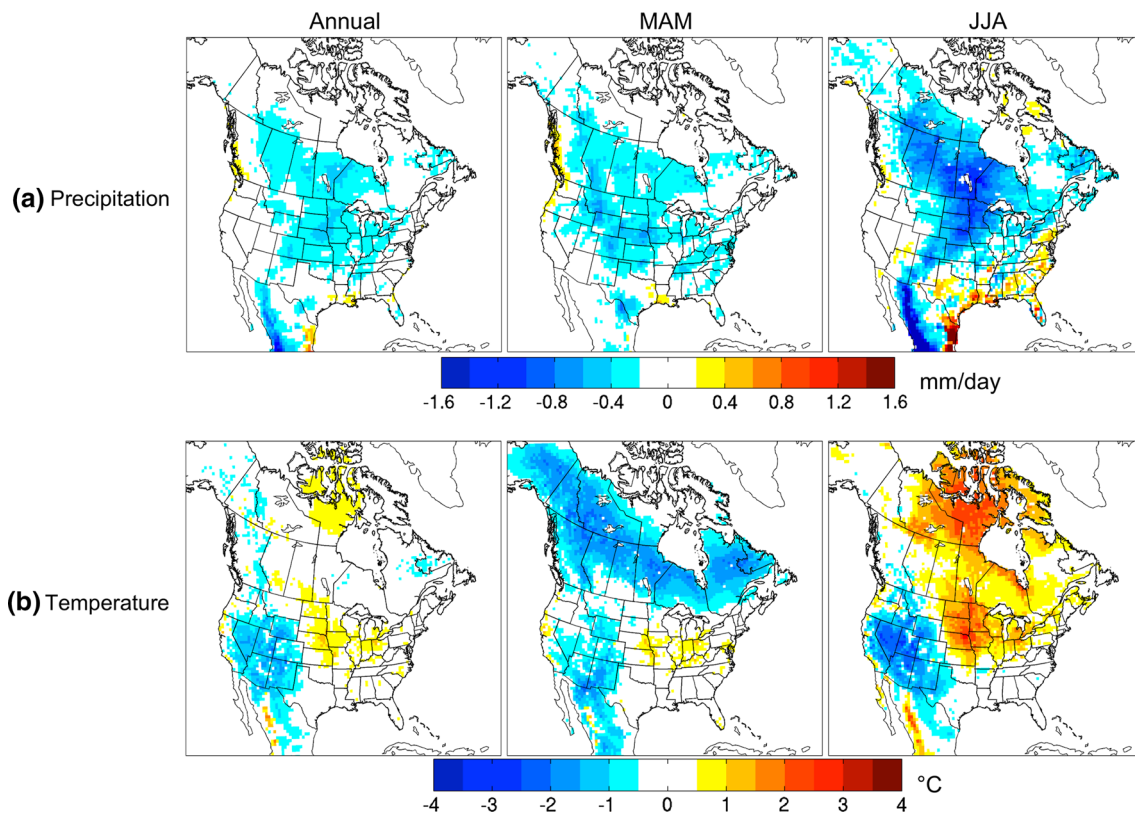 Annual MAM JJA
(a) Precipitation
-1.6 -1.2 -0.8 -0.4 0 0.4 0.8 1.2 1.6 mm/day
(b) Temperature
-4 -3 -2 -1 0 1 2 3 4 °C